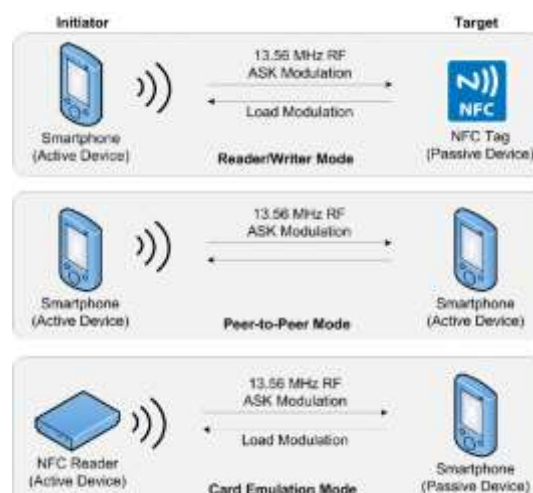 Initiator
Target
13.56 MHz RF
ASK Modulation
Load Modulation
NFC
Smartphone
(Active Device)
NFC Tag
(Passive Device)
Reader/Writer Mode
13.56 MHz RF
ASK Modulation
Smartphone
(Active Device)
Smartphone
(Active Device)
Peer-to-Peer Mode
13.56 MHz RF
ASK Modulation
Load Modulation
NFC Reader
(Active Device)
Smartphone
(Passive Device)
Card Emulation Mode